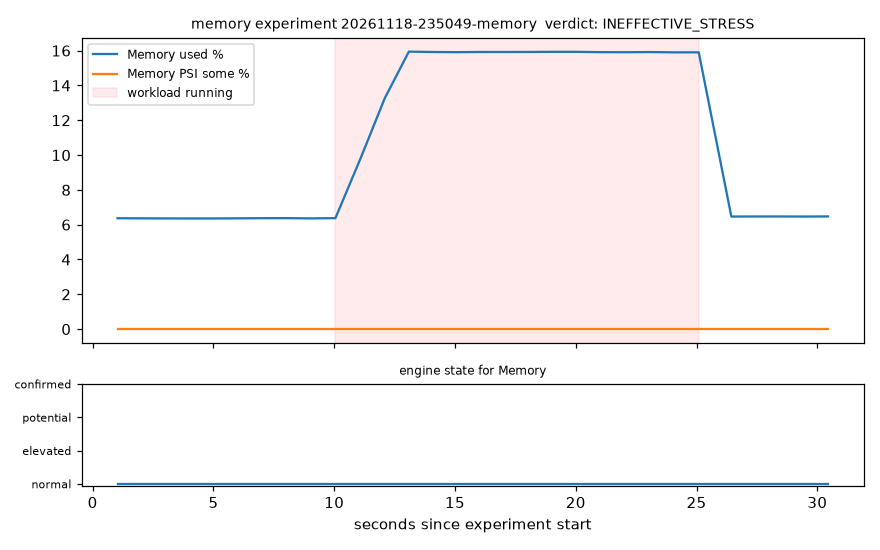 memory experiment 20261118-235049-memory  verdict: INEFFECTIVE_STRESS
16
14
12
10
8
6
4
2
0
Memory used %
Memory PSI some %
workload running
engine state for Memory
confirmed
potential
elevated
normal
0 5 10 15 20 25 30
seconds since experiment start